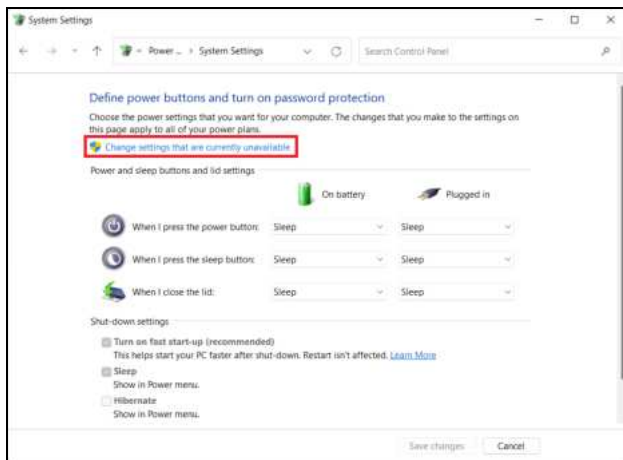 System Settings
Power ... System Settings
Search Control Panel
Define power buttons and turn on password protection
Choose the power settings that you want for your computer. The changes that you make to the settings on
this page apply to all of your power plans.
Change settings that are currently unavailable
Power and sleep buttons and lid settings
On battery Plugged in
When I press the power button: Sleep Sleep
When I press the sleep button: Sleep Sleep
When I close the lid: Sleep Sleep
Shut-down settings
Turn on fast start-up (recommended)
This helps start your PC faster after shut-down. Restart isn't affected. Learn More
Sleep
Show in Power menu.
Hibernate
Show in Power menu.
Save changes Cancel